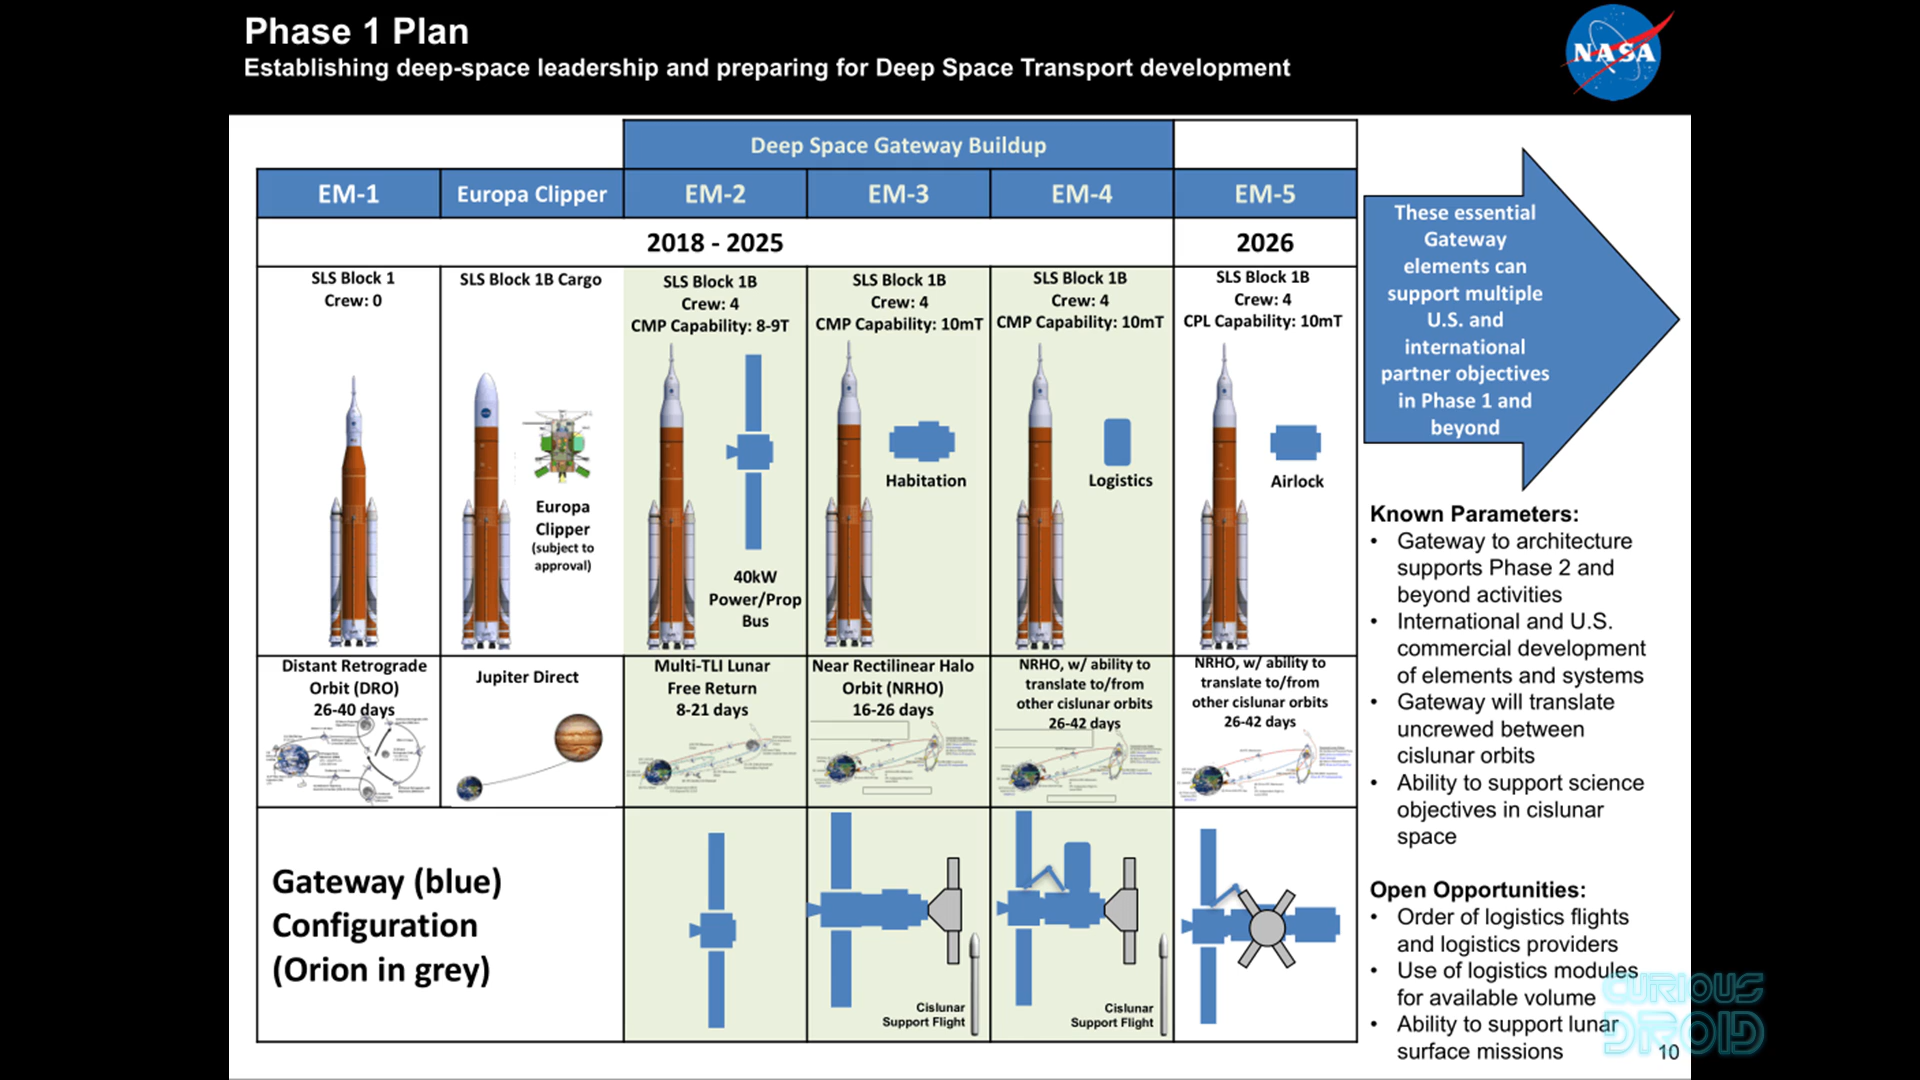 Phase 1 Plan
Establishing deep-space leadership and preparing for Deep Space Transport development
NASA
Deep Space Gateway Buildup
EM-1
Europa Clipper
EM-2
EM-3
EM-4
EM-5
2018 - 2025
2026
SLS Block 1
Crew: 0
SLS Block 1B Cargo
Europa
Clipper
(subject to
approval)
SLS Block 1B
Crew: 4
CMP Capability: 8-9T
40kW
Power/Prop
Bus
SLS Block 1B
Crew: 4
CMP Capability: 10mT
Habitation
SLS Block 1B
Crew: 4
CMP Capability: 10mT
Logistics
SLS Block 1B
Crew: 4
CPL Capability: 10mT
Airlock
Distant Retrograde
Orbit (DRO)
26-40 days
Jupiter Direct
Multi-TLI Lunar
Free Return
8-21 days
Near Rectilinear Halo
Orbit (NRHO)
16-26 days
NRHO, w/ ability to
translate to/from
other cislunar orbits
26-42 days
NRHO, w/ ability to
translate to/from
other cislunar orbits
26-42 days
Gateway (blue)
Configuration
(Orion in grey)
Cislunar
Support Flight
Cislunar
Support Flight
These essential
Gateway
elements can
support multiple
U.S. and
international
partner objectives
in Phase 1 and
beyond
Known Parameters:
• Gateway to architecture
supports Phase 2 and
beyond activities
• International and U.S.
commercial development
of elements and systems
• Gateway will translate
uncrewed between
cislunar orbits
• Ability to support science
objectives in cislunar
space
Open Opportunities:
• Order of logistics flights
and logistics providers
• Use of logistics modules
for available volume
• Ability to support lunar
surface missions
10
CURIOUS
DROID